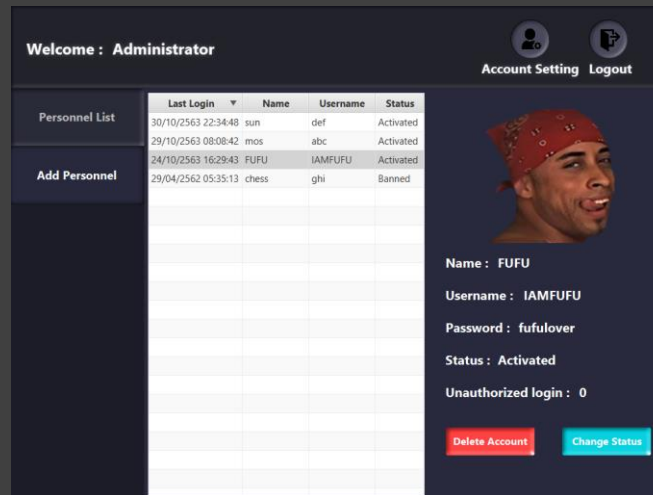 Welcome : Administrator
Account Setting Logout
Personnel List
Add Personnel
Last Login ▼ Name Username Status
30/10/2563 22:34:48 sun def Activated
29/10/2563 08:08:42 mos abc Activated
24/10/2563 16:29:43 FUFU IAMFUFU Activated
29/04/2562 05:35:13 chess ghi Banned
Name : FUFU
Username : IAMFUFU
Password : fufulover
Status : Activated
Unauthorized login : 0
Delete Account Change Status